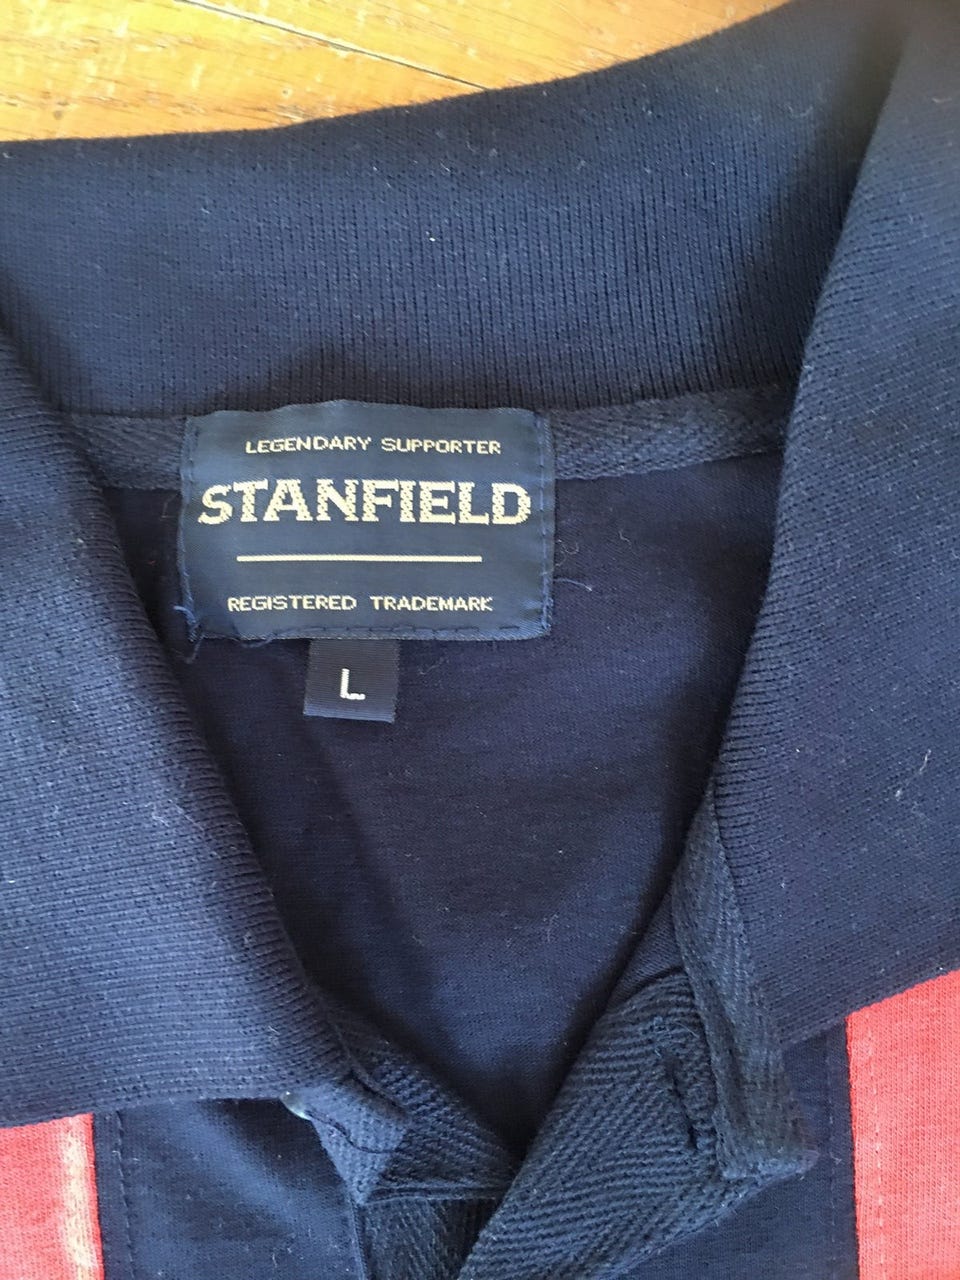 LEGENDARY SUPPORTER
STANFIELD
REGISTERED TRADEMARK
L